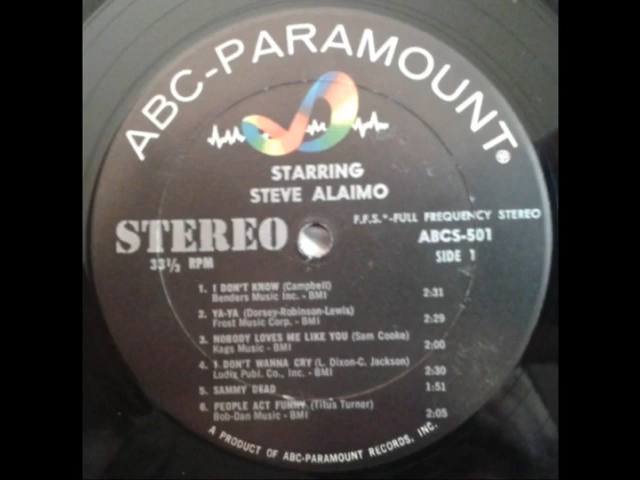 ABC-PARAMOUNT®
STARRING
STEVE ALAIMO
F.F.S.*-FULL FREQUENCY STEREO
STEREO
ABCS-501
33⅓ RPM
SIDE 1
1. I DON'T KNOW (Campbell) 2:31
Benders Music Inc. - BMI
2. YA-YA (Dorsey-Robinson-Lewis) 2:29
Frost Music Corp. - BMI
3. NOBODY LOVES ME LIKE YOU (Sam Cooke) 2:00
Kags Music - BMI
4. I DON'T WANNA CRY (L. Dixon-C. Jackson) 2:30
Ludix Publ. Co., Inc. - BMI
5. SAMMY DEAD 1:51
6. PEOPLE ACT FUNNY (Titus Turner) 2:05
Bob-Dan Music - BMI
A PRODUCT OF ABC-PARAMOUNT RECORDS, INC.